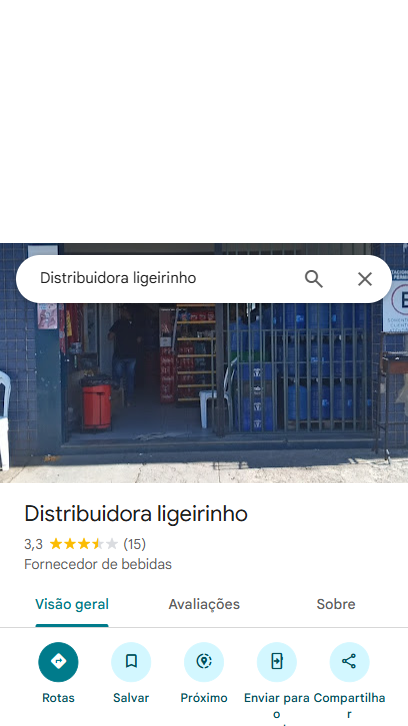 Distribuidora ligeirinho
Distribuidora ligeirinho
3,3 (15)
Fornecedor de bebidas
Visão geral Avaliações Sobre
Rotas Salvar Próximo Enviar para Compartilha
o r